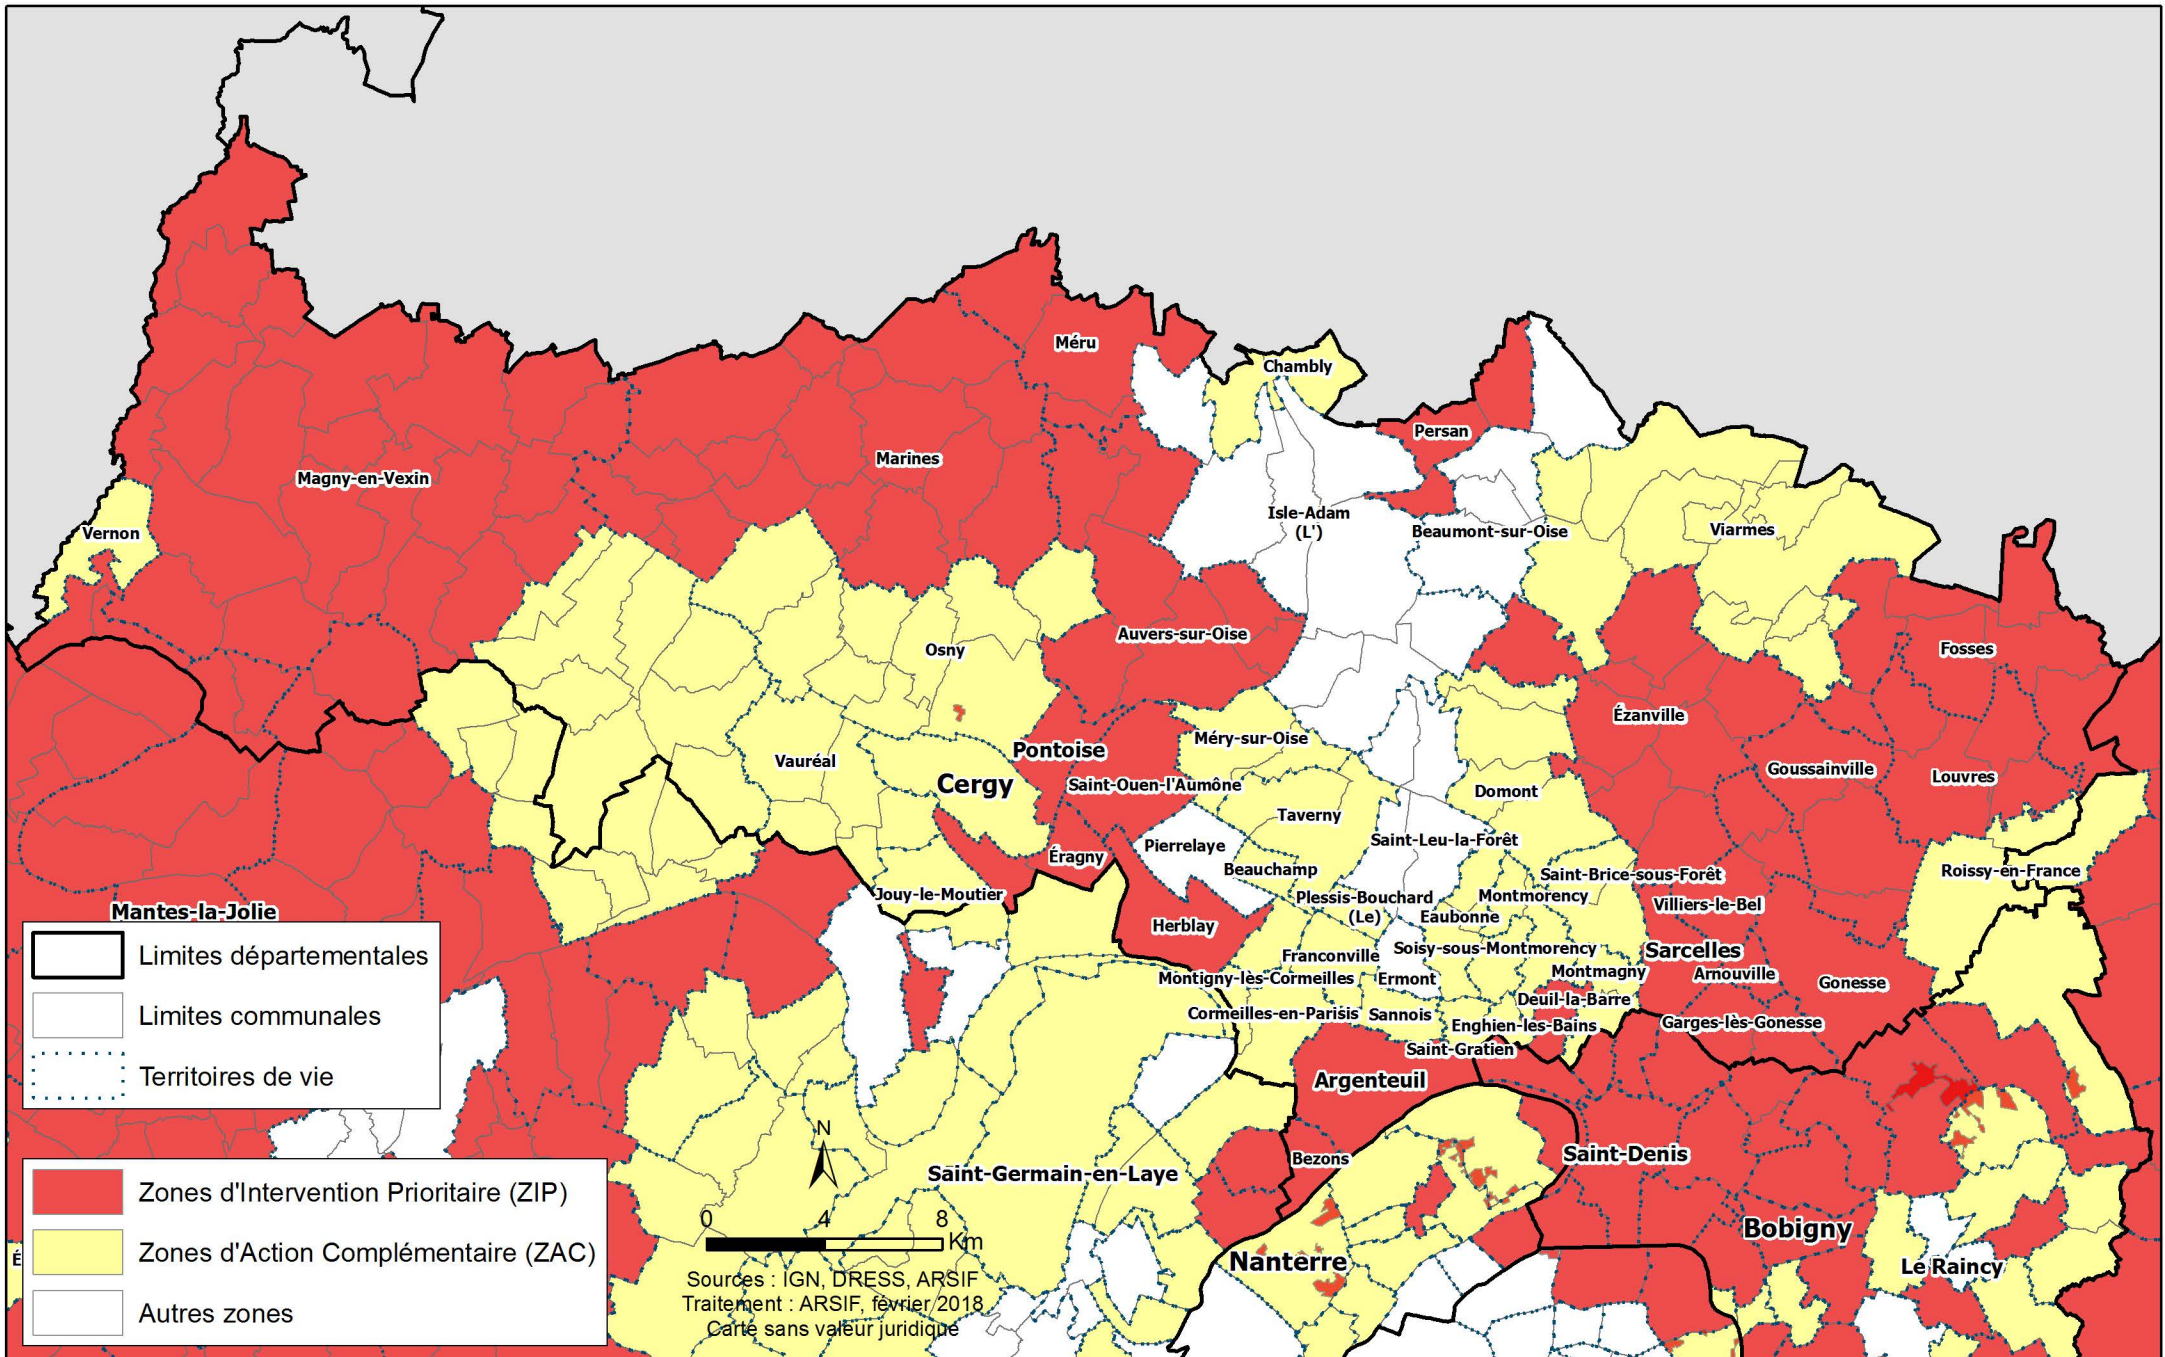 Méru
Chambly
Persan
Marines
Magny-en-Vexin
Isle-Adam
(L')
Beaumont-sur-Oise
Viarmes
Vernon
Auvers-sur-Oise
Osny
Fosses
Ézanville
Méry-sur-Oise
Pontoise
Vauréal
Cergy
Saint-Ouen-l'Aumône
Goussainville
Louvres
Domont
Taverny
Saint-Leu-la-Forêt
Pierrelaye
Éragny
Beauchamp
Saint-Brice-sous-Forêt
Roissy-en-France
Jouy-le-Moutier
Plessis-Bouchard
(Le)
Montmorency
Villiers-le-Bel
Mantes-la-Jolie
Eaubonne
Herblay
Franconville
Soisy-sous-Montmorency
Sarcelles
Montigny-lès-Cormeilles
Ermont
Montmagny
Arnouville
Gonesse
Deuil-la-Barre
Cormeilles-en-Parisis
Sannois
Enghien-les-Bains
Garges-lès-Gonesse
Saint-Gratien
Argenteuil
Bezons
Saint-Denis
Saint-Germain-en-Laye
Bobigny
Nanterre
Le Raincy
É
Limites départementales
Limites communales
Territoires de vie
Zones d'Intervention Prioritaire (ZIP)
Zones d'Action Complémentaire (ZAC)
Autres zones
N
0 4 8
Km
Sources : IGN, DRESS, ARSIF
Traitement : ARSIF, février 2018
Carte sans valeur juridique